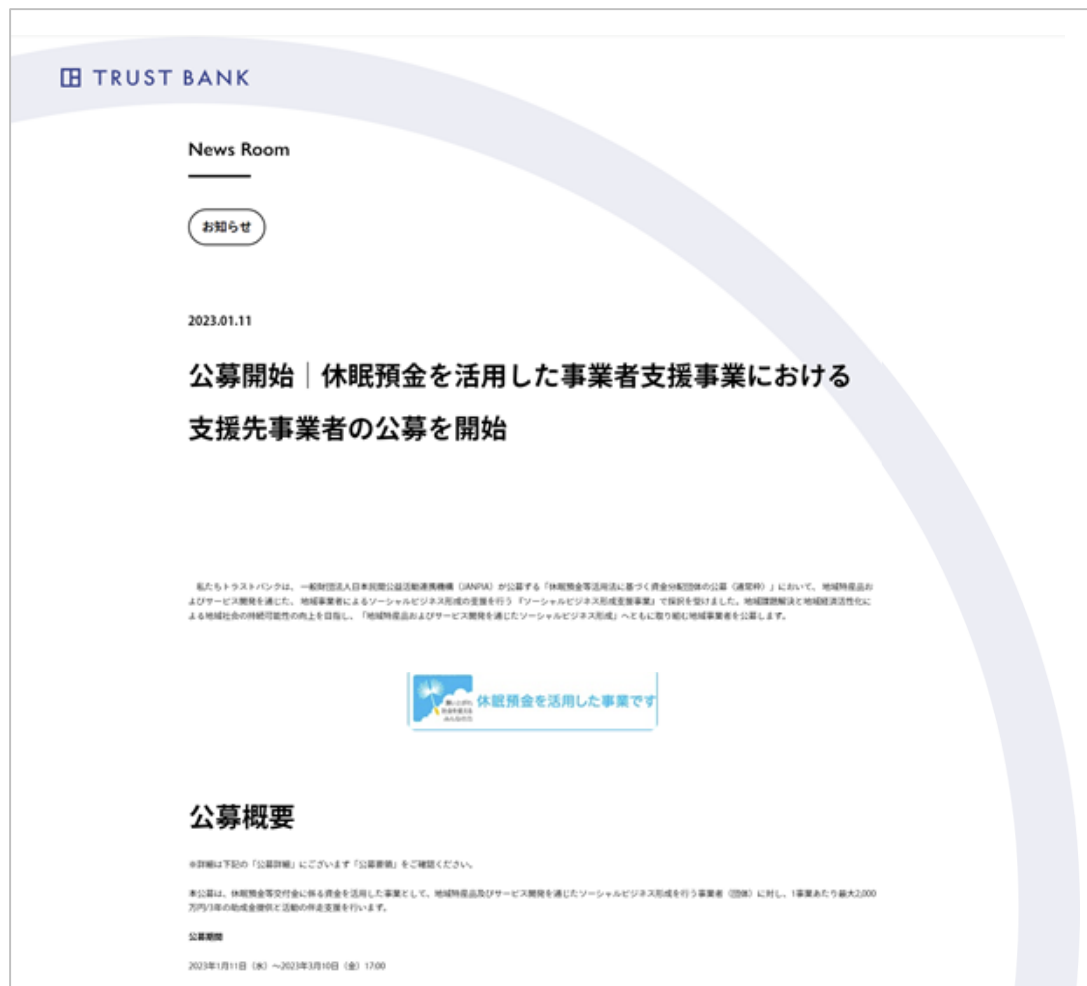 TRUST BANK
News Room
お知らせ
2023.01.11
公募開始｜休眠預金を活用した事業者支援事業における
支援先事業者の公募を開始
私たちトラストバンクは、一般財団法人日本民間公益活動連携機構（JANPIA）が公募する「休眠預金等活用法に基づく資金分配団体の公募（通常枠）」において、 地域特産品お
よびサービス開発を通じた、 地域事業者によるソーシャルビジネス形成の支援を行う 『ソーシャルビジネス形成支援事業』で採択を受けました。地域課題解決と地域経済活性化に
よる地域社会の持続可能性の向上を目指し、「地域特産品およびサービス開発を通じたソーシャルビジネス形成」へともに取り組む地域事業者を公募します。
休眠預金を活用した事業です
公募概要
※詳細は下記の「公募詳細」にございます「公募要領」をご確認ください。
本公募は、休眠預金等交付金に係る資金を活用した事業として、地域特産品及びサービス開発を通じたソーシャルビジネス形成を行う事業者（団体）に対し、1事業あたり最大2,000
万円/3年の助成金提供と活動の伴走支援を行います。
公募期間
2023年1月11日（水）～2023年3月10日（金）17:00